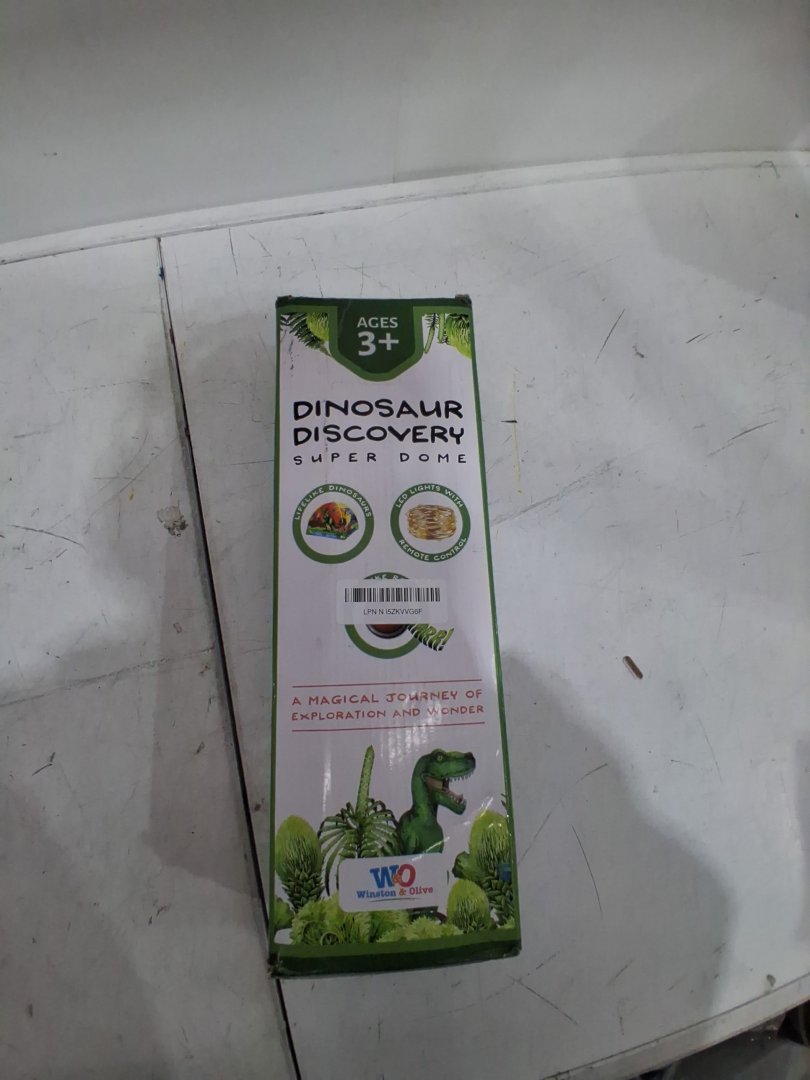 AGES
3+
DINOSAUR
DISCOVERY
SUPER DOME
LIFELIKE DINOSAURS
LED LIGHTS WITH
REMOTE CONTROL
A MAGICAL JOURNEY OF
EXPLORATION AND WONDER
W&O
Winston & Olive